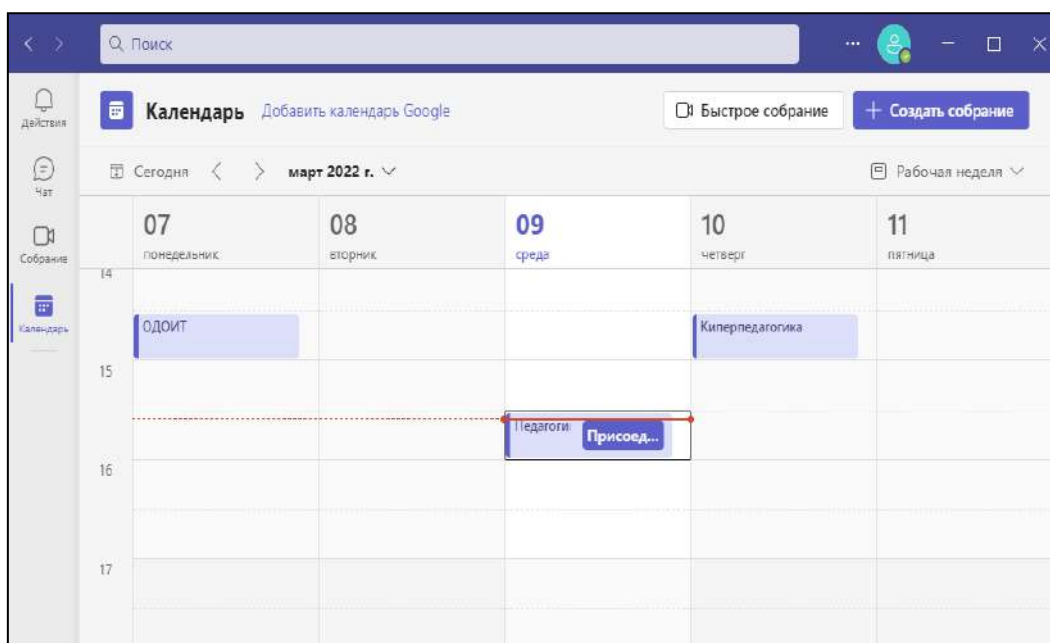 Поиск
Действия
Чат
Собрание
Календарь
Календарь Добавить календарь Google Быстрое собрание + Создать собрание
Сегодня март 2022 г. Рабочая неделя
07 08 09 10 11
понедельник вторник среда четверг пятница
14
ОДОИТ Киперпедагогика
15
Педагоги Присоед...
16
17